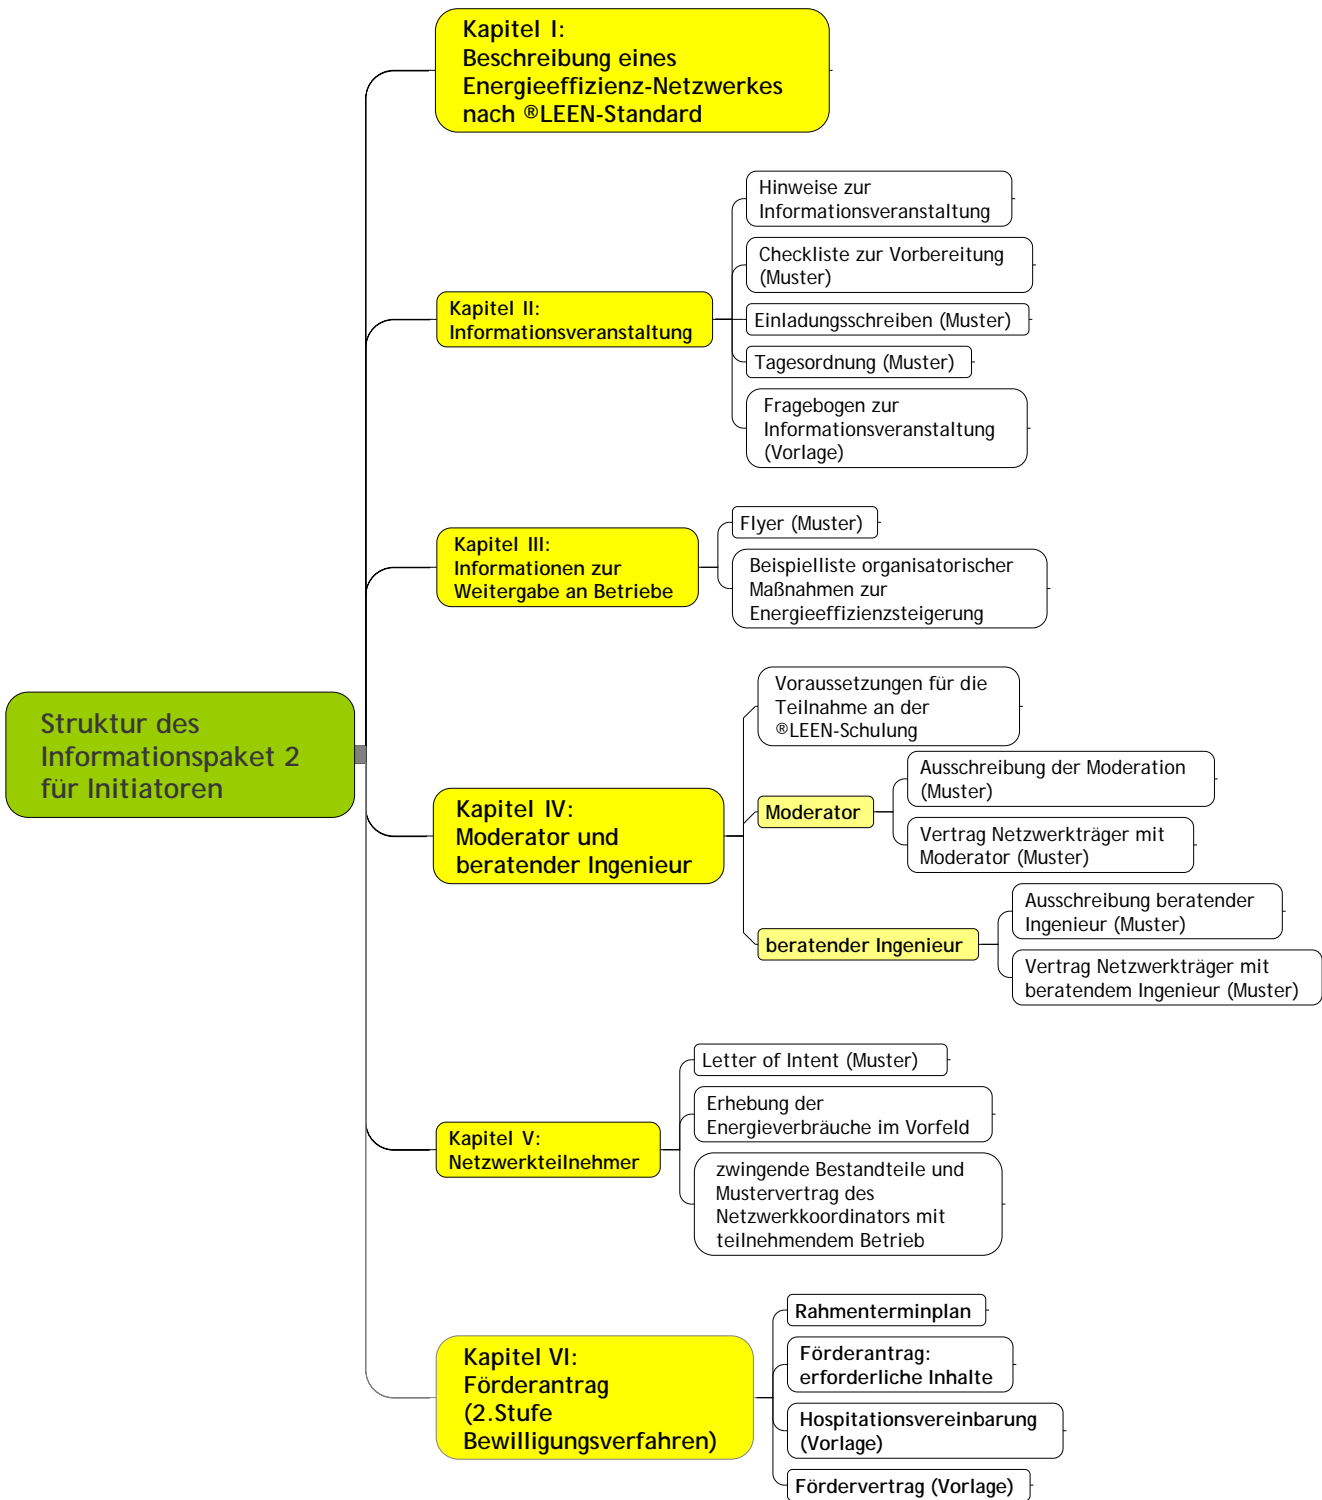 Struktur des
Informationspaket 2
für Initiatoren
Kapitel I:
Beschreibung eines
Energieeffizienz-Netzwerkes
nach ®LEEN-Standard
Kapitel II:
Informationsveranstaltung
Hinweise zur
Informationsveranstaltung
Checkliste zur Vorbereitung
(Muster)
Einladungsschreiben (Muster)
Tagesordnung (Muster)
Fragebogen zur
Informationsveranstaltung
(Vorlage)
Kapitel III:
Informationen zur
Weitergabe an Betriebe
Flyer (Muster)
Beispielliste organisatorischer
Maßnahmen zur
Energieeffizienzsteigerung
Kapitel IV:
Moderator und
beratender Ingenieur
Voraussetzungen für die
Teilnahme an der
®LEEN-Schulung
Moderator
Ausschreibung der Moderation
(Muster)
Vertrag Netzwerkträger mit
Moderator (Muster)
beratender Ingenieur
Ausschreibung beratender
Ingenieur (Muster)
Vertrag Netzwerkträger mit
beratendem Ingenieur (Muster)
Kapitel V:
Netzwerkteilnehmer
Letter of Intent (Muster)
Erhebung der
Energieverbräuche im Vorfeld
zwingende Bestandteile und
Mustervertrag des
Netzwerkkoordinators mit
teilnehmendem Betrieb
Kapitel VI:
Förderantrag
(2.Stufe
Bewilligungsverfahren)
Rahmenterminplan
Förderantrag:
erforderliche Inhalte
Hospitationsvereinbarung
(Vorlage)
Fördervertrag (Vorlage)